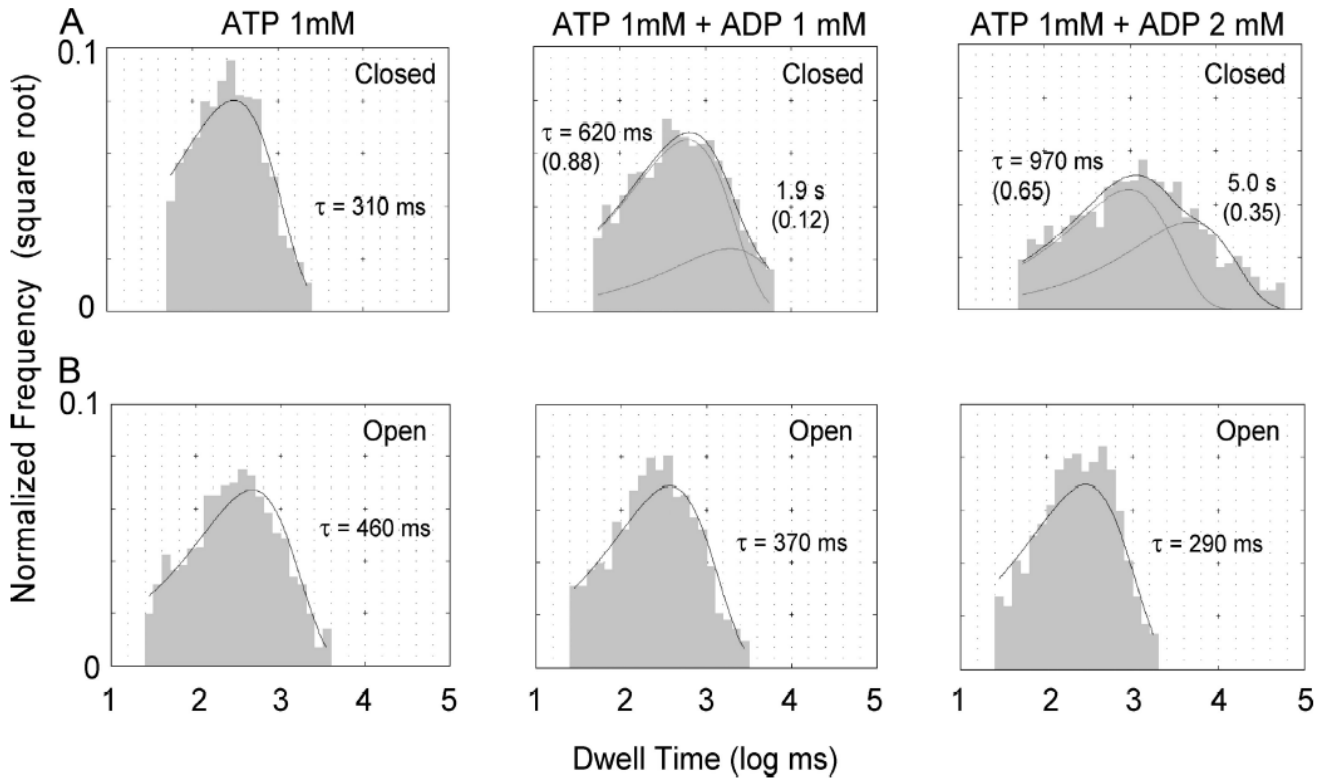 A
ATP 1mM
ATP 1mM + ADP 1 mM
ATP 1mM + ADP 2 mM
Normalized Frequency (square root)
0.1
0
Closed
τ = 310 ms
Closed
τ = 620 ms
(0.88)
1.9 s
(0.12)
Closed
τ = 970 ms
(0.65)
5.0 s
(0.35)
B
0.1
0
Open
τ = 460 ms
Open
τ = 370 ms
Open
τ = 290 ms
1 2 3 4 5
1 2 3 4 5
1 2 3 4 5
Dwell Time (log ms)